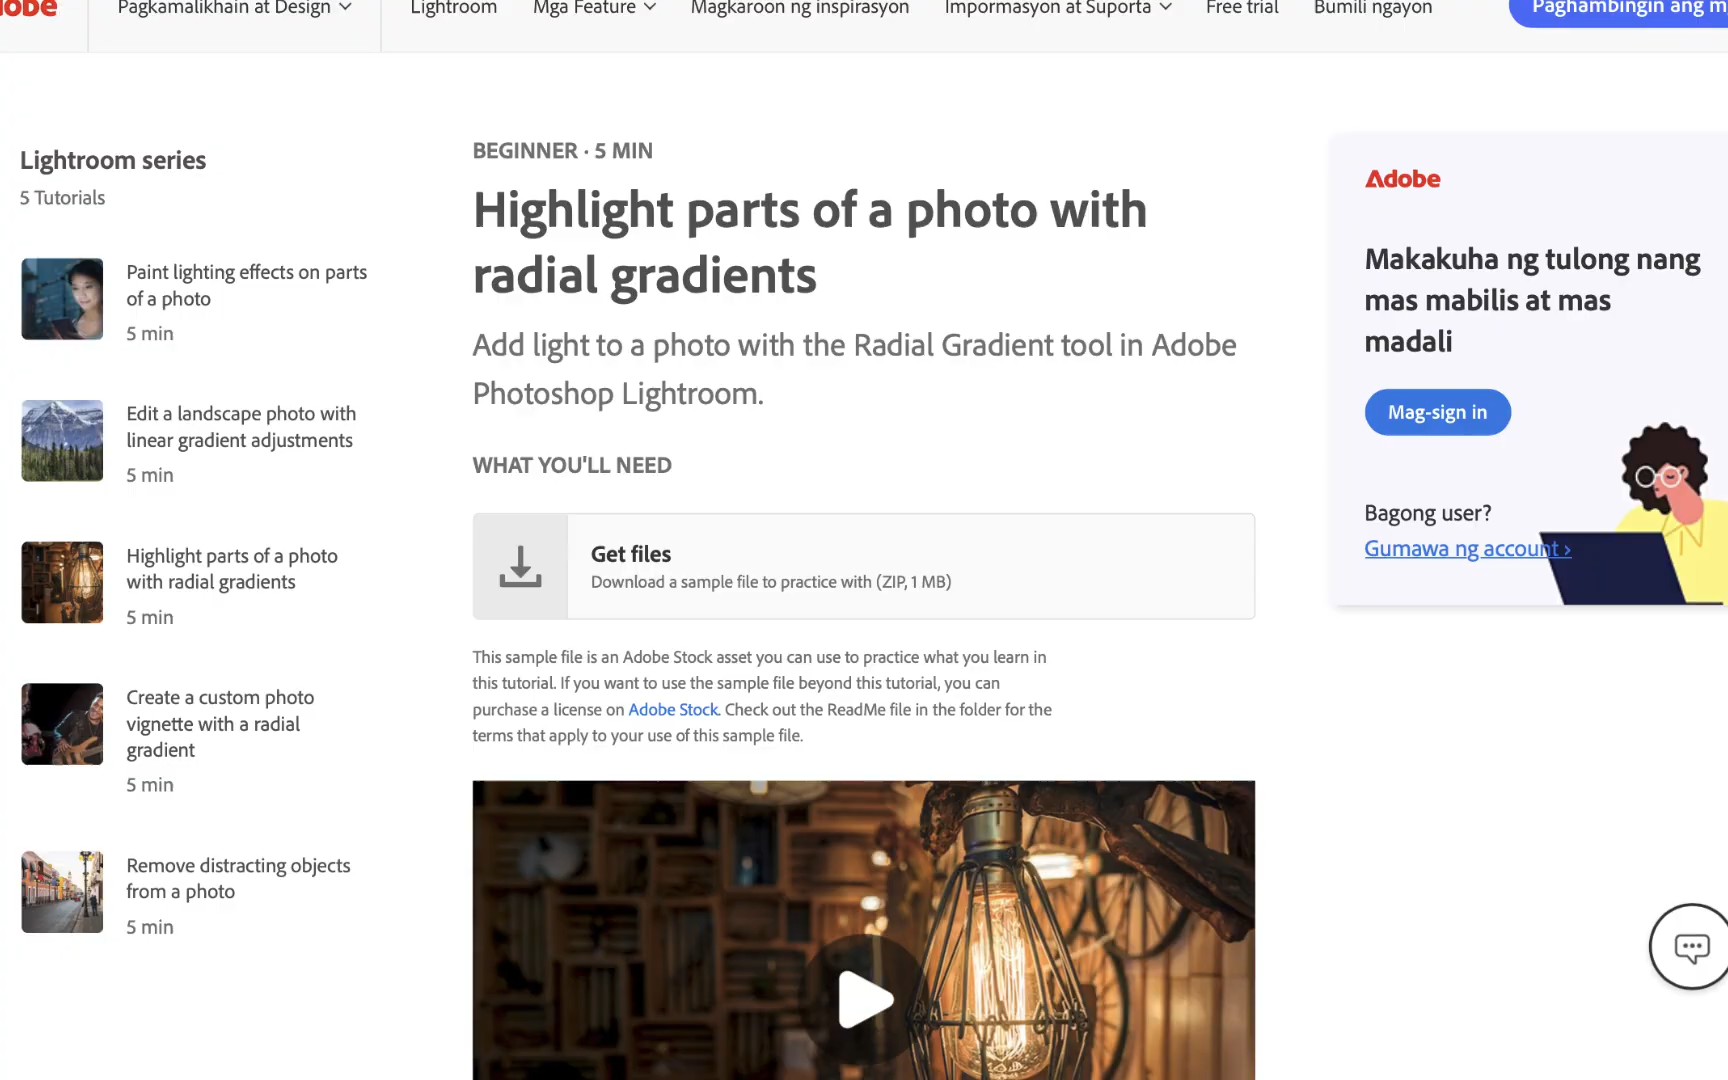 Pagkamalikhain at Design
Lightroom
Mga Feature
Magkaroon ng inspirasyon
Impormasyon at Suporta
Free trial
Bumili ngayon
Paghambingin ang
Lightroom series
5 Tutorials
Paint lighting effects on parts
of a photo
5 min
Edit a landscape photo with
linear gradient adjustments
5 min
Highlight parts of a photo
with radial gradients
5 min
Create a custom photo
vignette with a radial
gradient
5 min
Remove distracting objects
from a photo
5 min
BEGINNER · 5 MIN
Highlight parts of a photo with
radial gradients
Add light to a photo with the Radial Gradient tool in Adobe
Photoshop Lightroom.
WHAT YOU'LL NEED
Get files
Download a sample file to practice with (ZIP, 1 MB)
This sample file is an Adobe Stock asset you can use to practice what you learn in
this tutorial. If you want to use the sample file beyond this tutorial, you can
purchase a license on Adobe Stock. Check out the ReadMe file in the folder for the
terms that apply to your use of this sample file.
Adobe
Makakuha ng tulong nang
mas mabilis at mas
madali
Mag-sign in
Bagong user?
Gumawa ng account ›